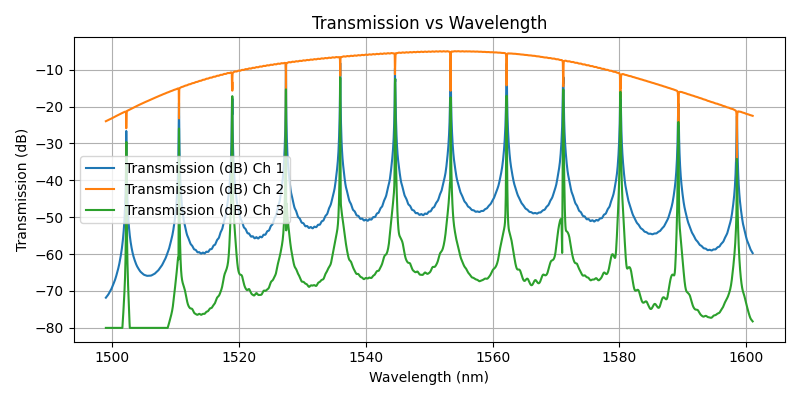 Transmission vs Wavelength
Transmission (dB)
−10
−20
−30
−40
−50
−60
−70
−80
Transmission (dB) Ch 1
Transmission (dB) Ch 2
Transmission (dB) Ch 3
1500
1520
1540
1560
1580
1600
Wavelength (nm)